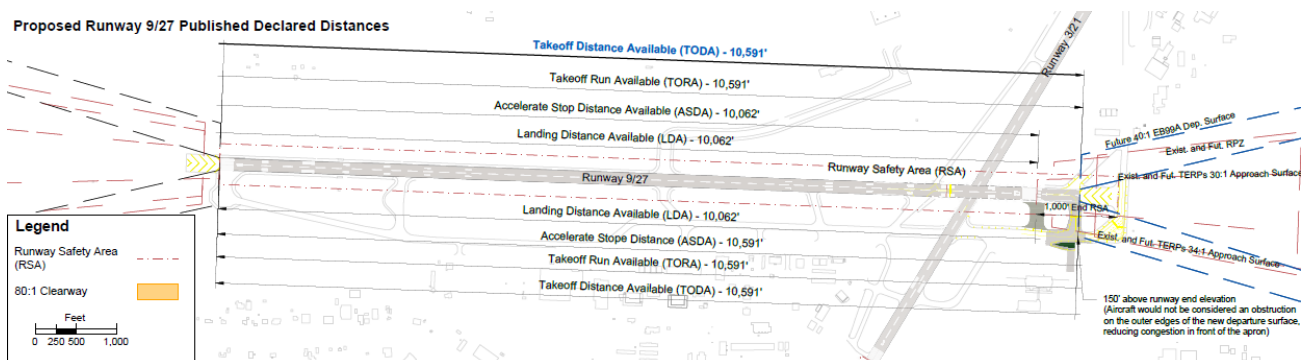 Proposed Runway 9/27 Published Declared Distances
Takeoff Distance Available (TODA) - 10,591'
Runway 3/21
Takeoff Run Available (TORA) - 10,591'
Accelerate Stop Distance Available (ASDA) - 10,062'
Landing Distance Available (LDA) - 10,062'
Future 40:1 EB99A Dep. Surface
Exist. and Fut. RPZ
Runway Safety Area (RSA)
Exist. and Fut. TERPs 30:1 Approach Surface
Runway 9/27
Landing Distance Available (LDA) - 10,062'
1,000' End RSA
Accelerate Stope Distance (ASDA) - 10,591'
Exist. and Fut. TERPs 34:1 Approach Surface
Takeoff Run Available (TORA) - 10,591'
Takeoff Distance Available (TODA) - 10,591'
Legend
Runway Safety Area
(RSA)
80:1 Clearway
Feet
0 250 500 1,000
150' above runway end elevation
(Aircraft would not be considered an obstruction
on the outer edges of the new departure surface,
reducing congestion in front of the apron)